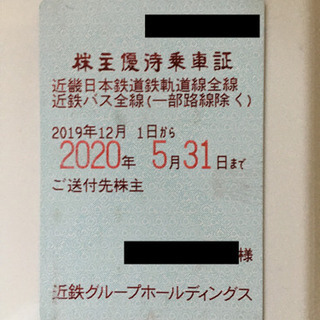 株主優待乗車証
近畿日本鉄道鉄軌道線全線
近鉄バス全線(一部路線除く)
2019年12月 1日から
2020年 5月31日まで
ご送付先株主
様
近鉄グループホールディングス